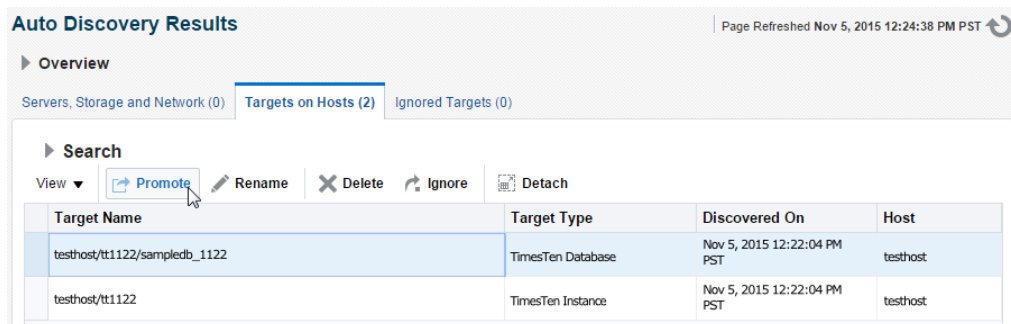 Auto Discovery Results
Page Refreshed Nov 5, 2015 12:24:38 PM PST
Overview
Servers, Storage and Network (0) Targets on Hosts (2) Ignored Targets (0)
Search
View Promote Rename Delete Ignore Detach
Target Name Target Type Discovered On Host
testhost/tt1122/sampledb_1122 TimesTen Database Nov 5, 2015 12:22:04 PM PST testhost
testhost/tt1122 TimesTen Instance Nov 5, 2015 12:22:04 PM PST testhost